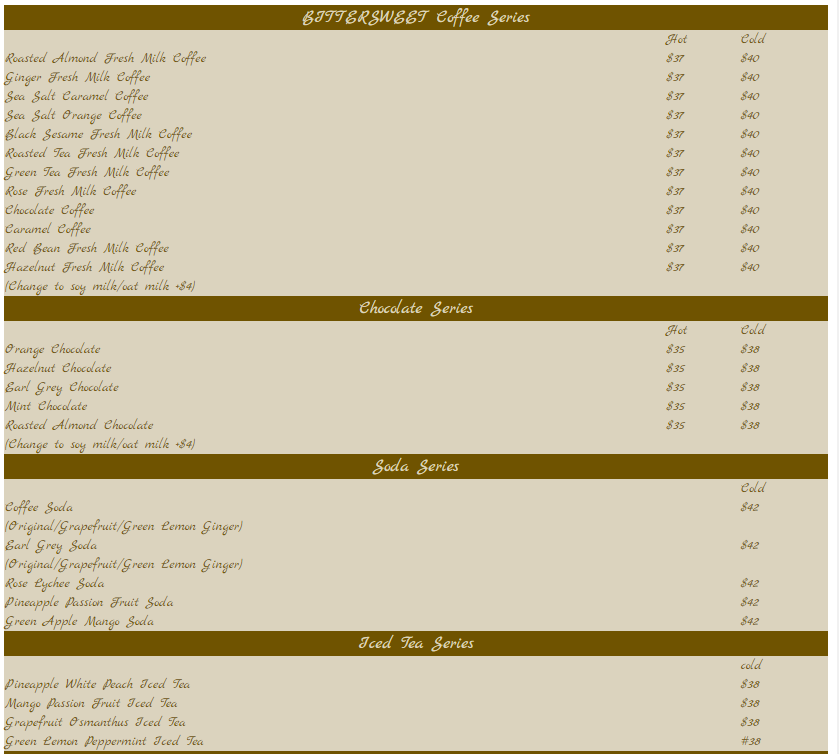 BITTERSWEET Coffee Series
Hot Cold
Roasted Almond Fresh Milk Coffee $37 $40
Ginger Fresh Milk Coffee $37 $40
Sea Salt Caramel Coffee $37 $40
Sea Salt Orange Coffee $37 $40
Black Sesame Fresh Milk Coffee $37 $40
Roasted Tea Fresh Milk Coffee $37 $40
Green Tea Fresh Milk Coffee $37 $40
Rose Fresh Milk Coffee $37 $40
Chocolate Coffee $37 $40
Caramel Coffee $37 $40
Red Bean Fresh Milk Coffee $37 $40
Hazelnut Fresh Milk Coffee $37 $40
(Change to soy milk/oat milk +$4)
Chocolate Series
Hot Cold
Orange Chocolate $35 $38
Hazelnut Chocolate $35 $38
Earl Grey Chocolate $35 $38
Mint Chocolate $35 $38
Roasted Almond Chocolate $35 $38
(Change to soy milk/oat milk +$4)
Soda Series
Cold
Coffee Soda $42
(Original/Grapefruit/Green Lemon Ginger)
Earl Grey Soda $42
(Original/Grapefruit/Green Lemon Ginger)
Rose Lychee Soda $42
Pineapple Passion Fruit Soda $42
Green Apple Mango Soda $42
Iced Tea Series
cold
Pineapple White Peach Iced Tea $38
Mango Passion Fruit Iced Tea $38
Grapefruit Osmanthus Iced Tea $38
Green Lemon Peppermint Iced Tea #38